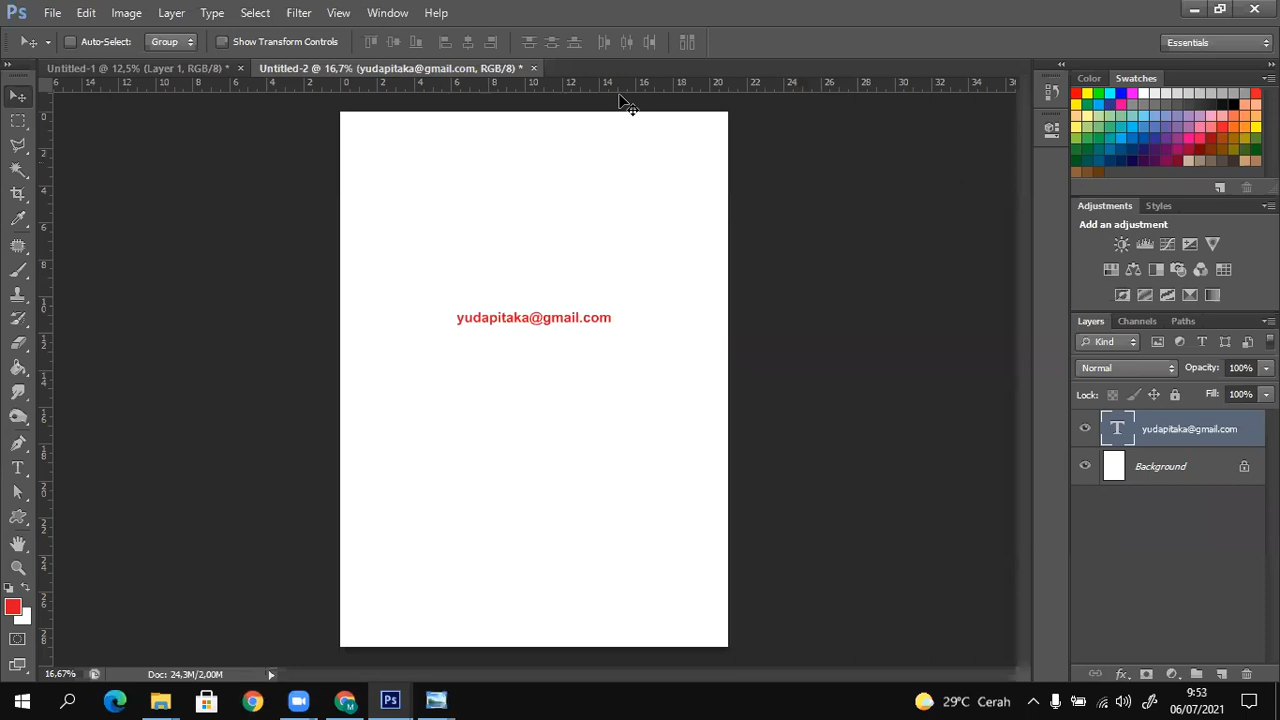 Ps File Edit Image Layer Type Select Filter View Window Help
Auto-Select: Group Show Transform Controls Essentials
Untitled-1 @ 12,5% (Layer 1, RGB/8) * × Untitled-2 @ 16,7% (yudapitaka@gmail.com, RGB/8) * ×
Color Swatches
Adjustments Styles
Add an adjustment
yudapitaka@gmail.com
Layers Channels Paths
Kind
Normal Opacity: 100%
Lock: Fill: 100%
T yudapitaka@gmail.com
Background
16,67% Doc: 24,3M/2,00M
Ps 29°C Cerah 9:53
06/07/2021